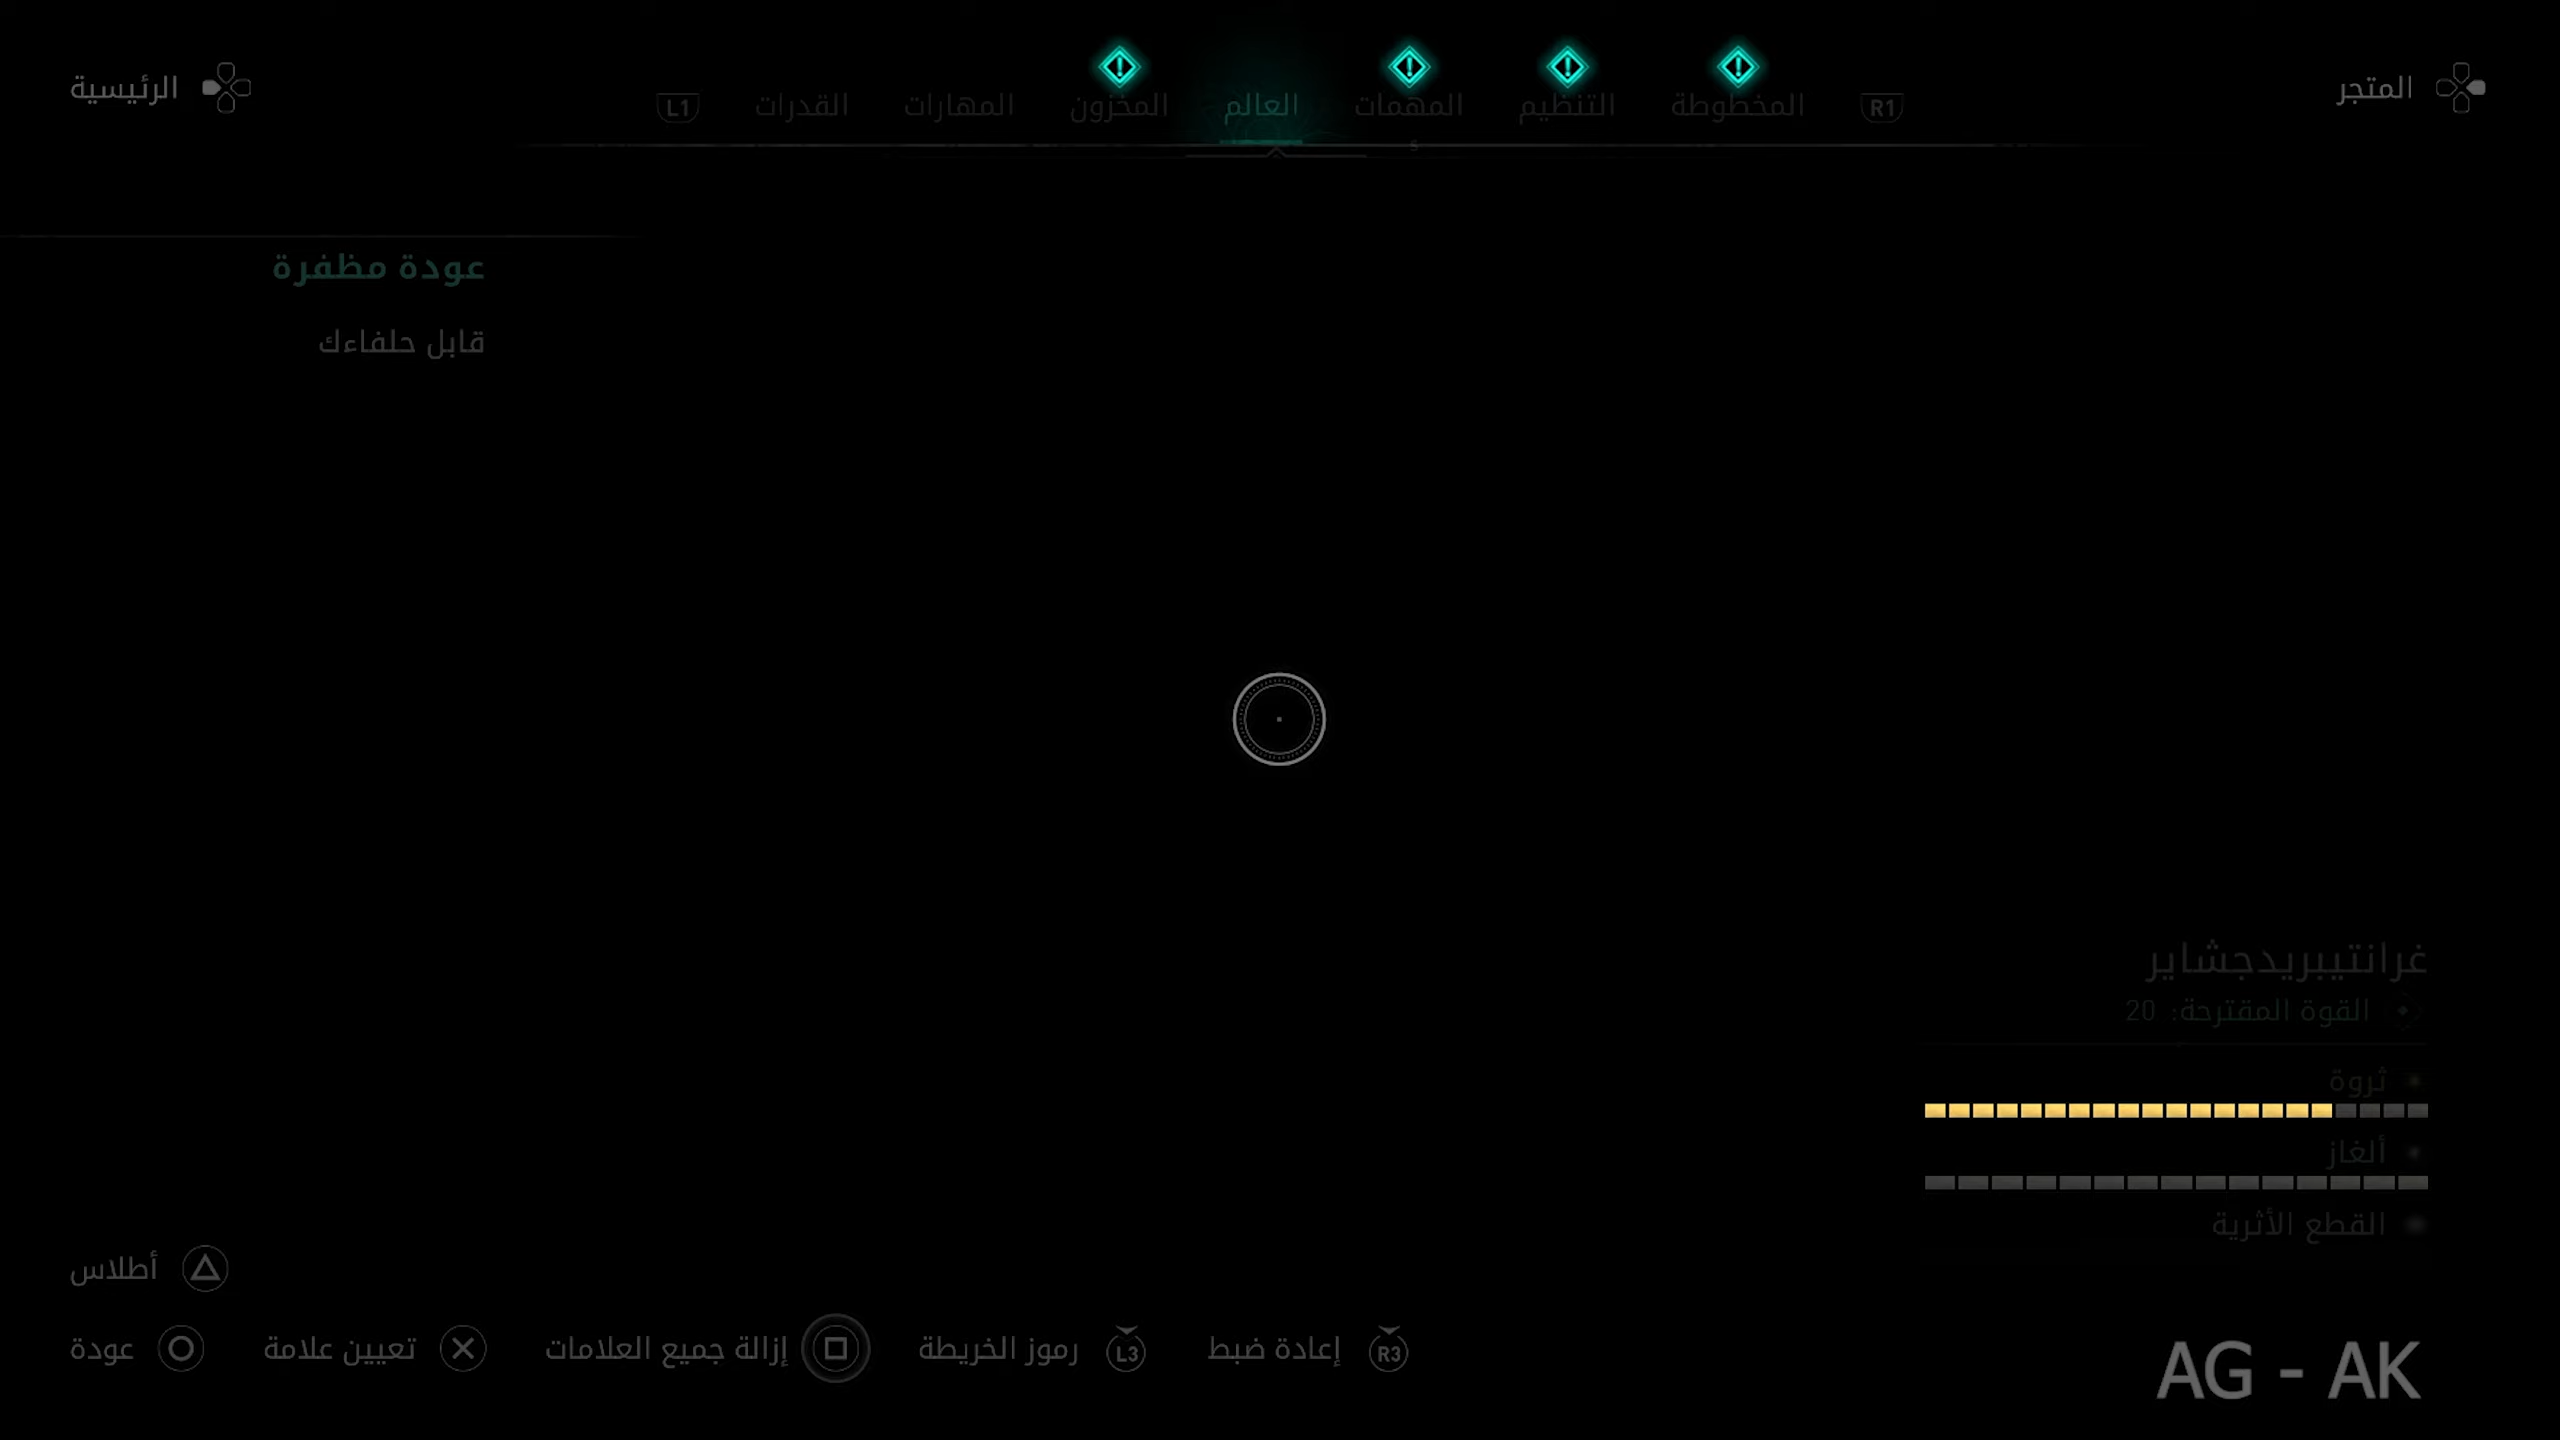 الرئيسية
المتجر
L1 القدرات المهارات المخزون العالم المهمات التنظيم المخطوطة R1
5
عودة مظفرة
قابل حلفاءك
غرانتيبريدجشاير
القوة المقترحة: 20
ثروة
ألغاز
القطع الأثرية
أطلاس
عودة تعيين علامة إزالة جميع العلامات رموز الخريطة L3 إعادة ضبط R3
AG - AK